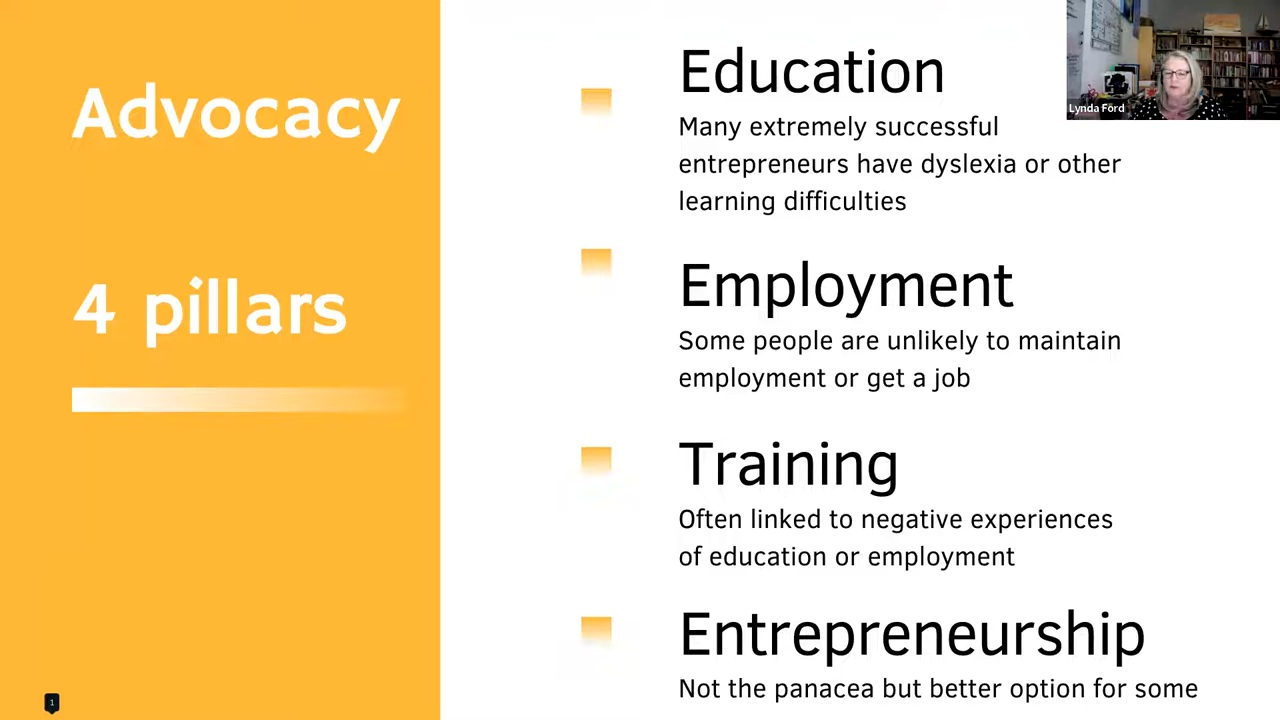 Advocacy
4 pillars
Education
Many extremely successful
entrepreneurs have dyslexia or other
learning difficulties
Employment
Some people are unlikely to maintain
employment or get a job
Training
Often linked to negative experiences
of education or employment
Entrepreneurship
Not the panacea but better option for some
Lynda Ford
1